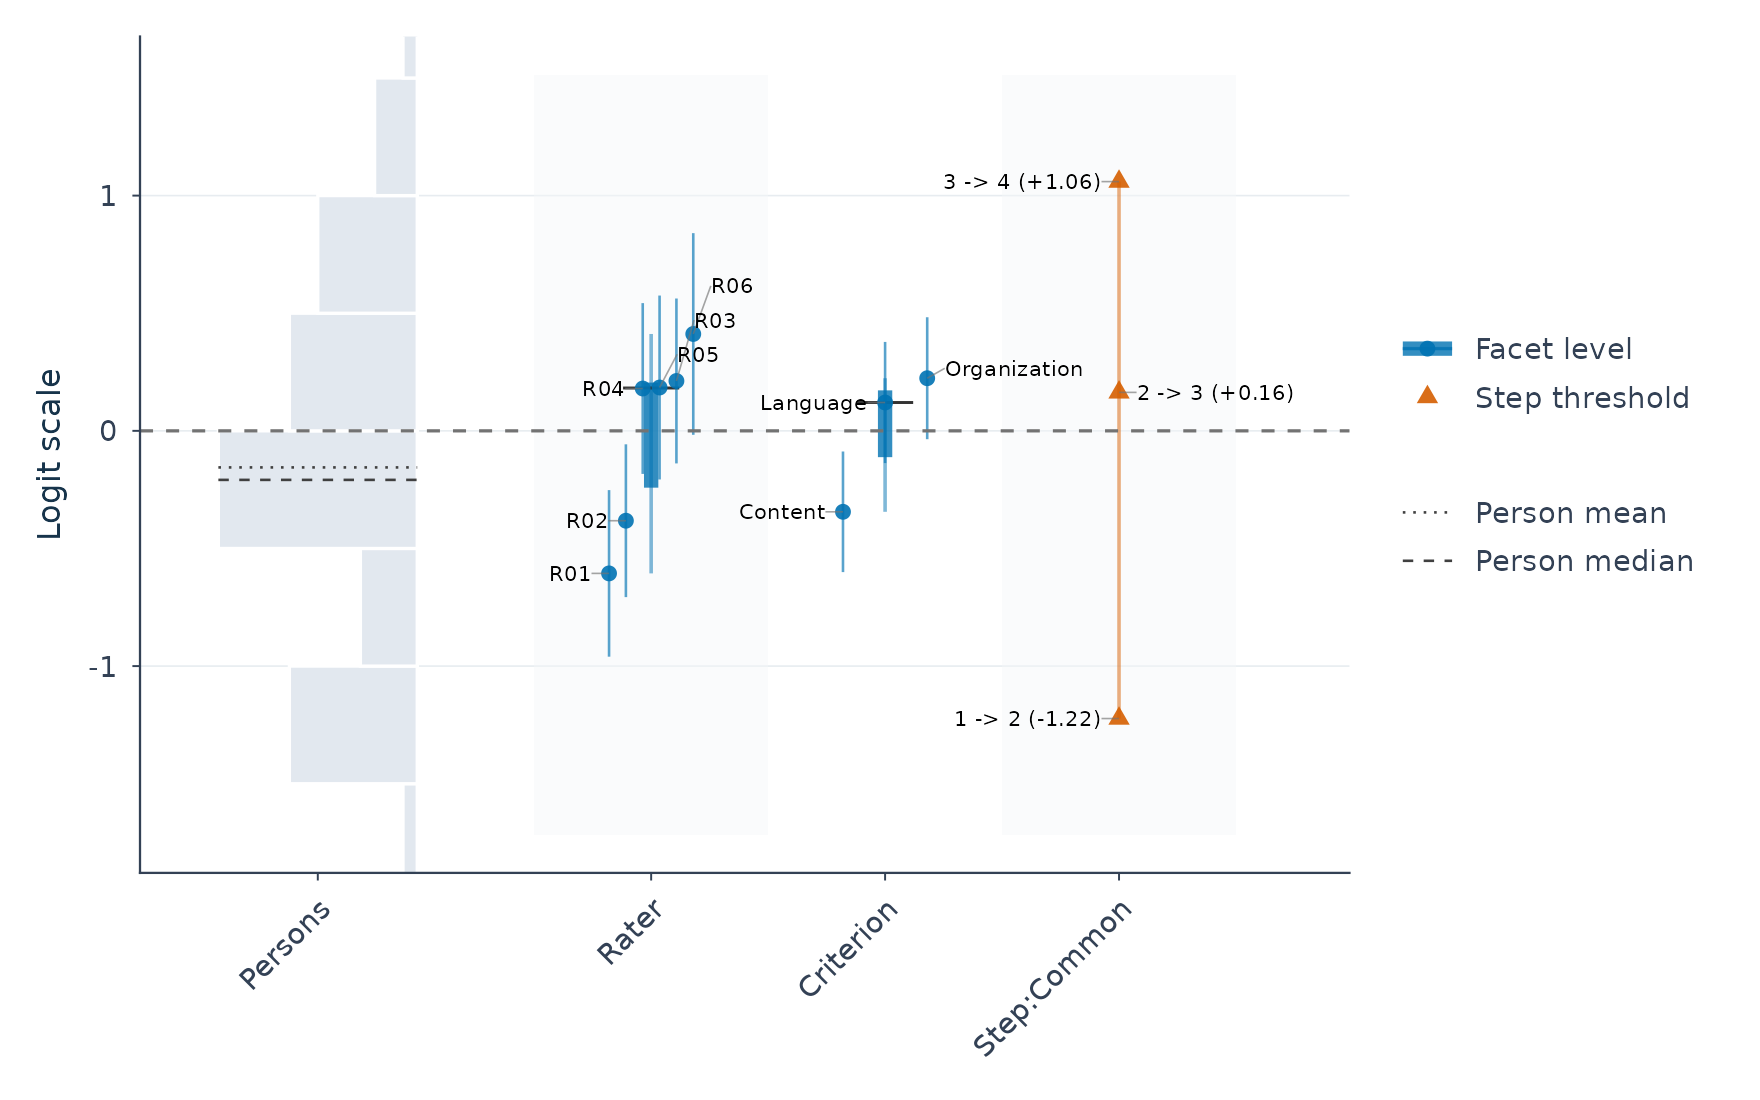 Logit scale
1
0
-1
R06
R03
R05
R04
R02
R01
Organization
Language
Content
3 -> 4 (+1.06)
2 -> 3 (+0.16)
1 -> 2 (-1.22)
Persons
Rater
Criterion
Step:Common
Facet level
Step threshold
Person mean
Person median